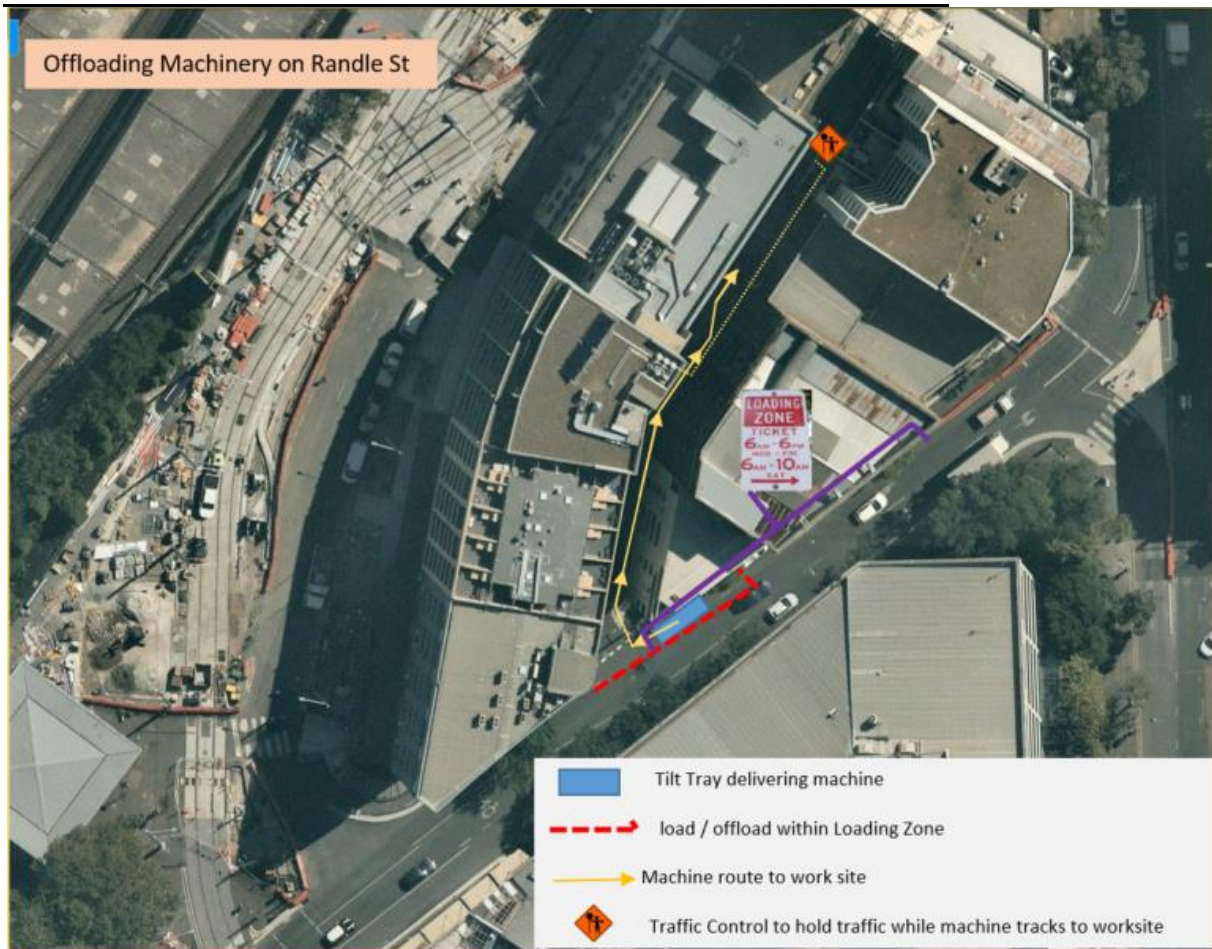 Offloading Machinery on Randle St
LOADING
ZONE
TICKET
6AM-6PM
MON-FRI
6AM-10AM
SAT
Tilt Tray delivering machine
load / offload within Loading Zone
Machine route to work site
Traffic Control to hold traffic while machine tracks to worksite